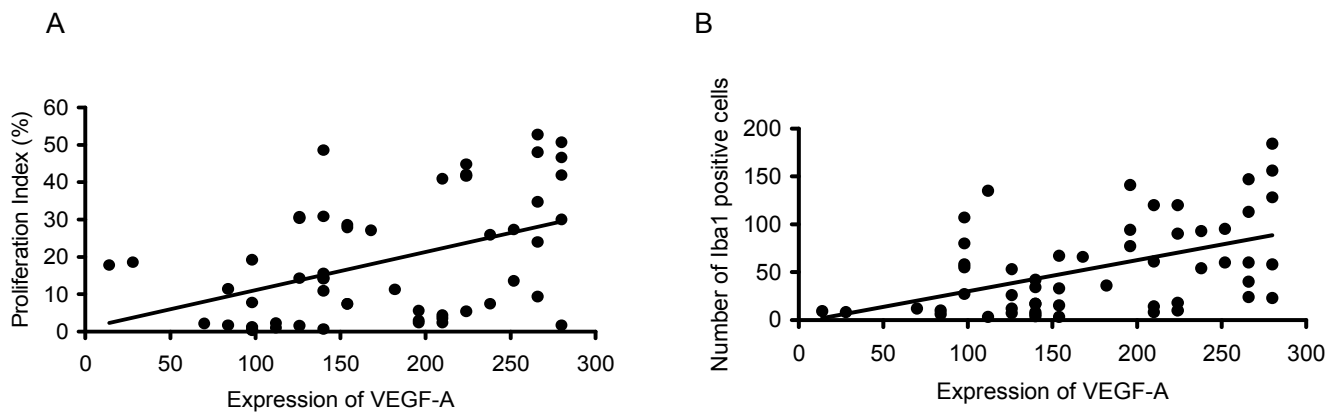 A
Proliferation Index (%)
60
50
40
30
20
10
0
0 50 100 150 200 250 300
Expression of VEGF-A
B
Number of Iba1 positive cells
200
150
100
50
0
0 50 100 150 200 250 300
Expression of VEGF-A